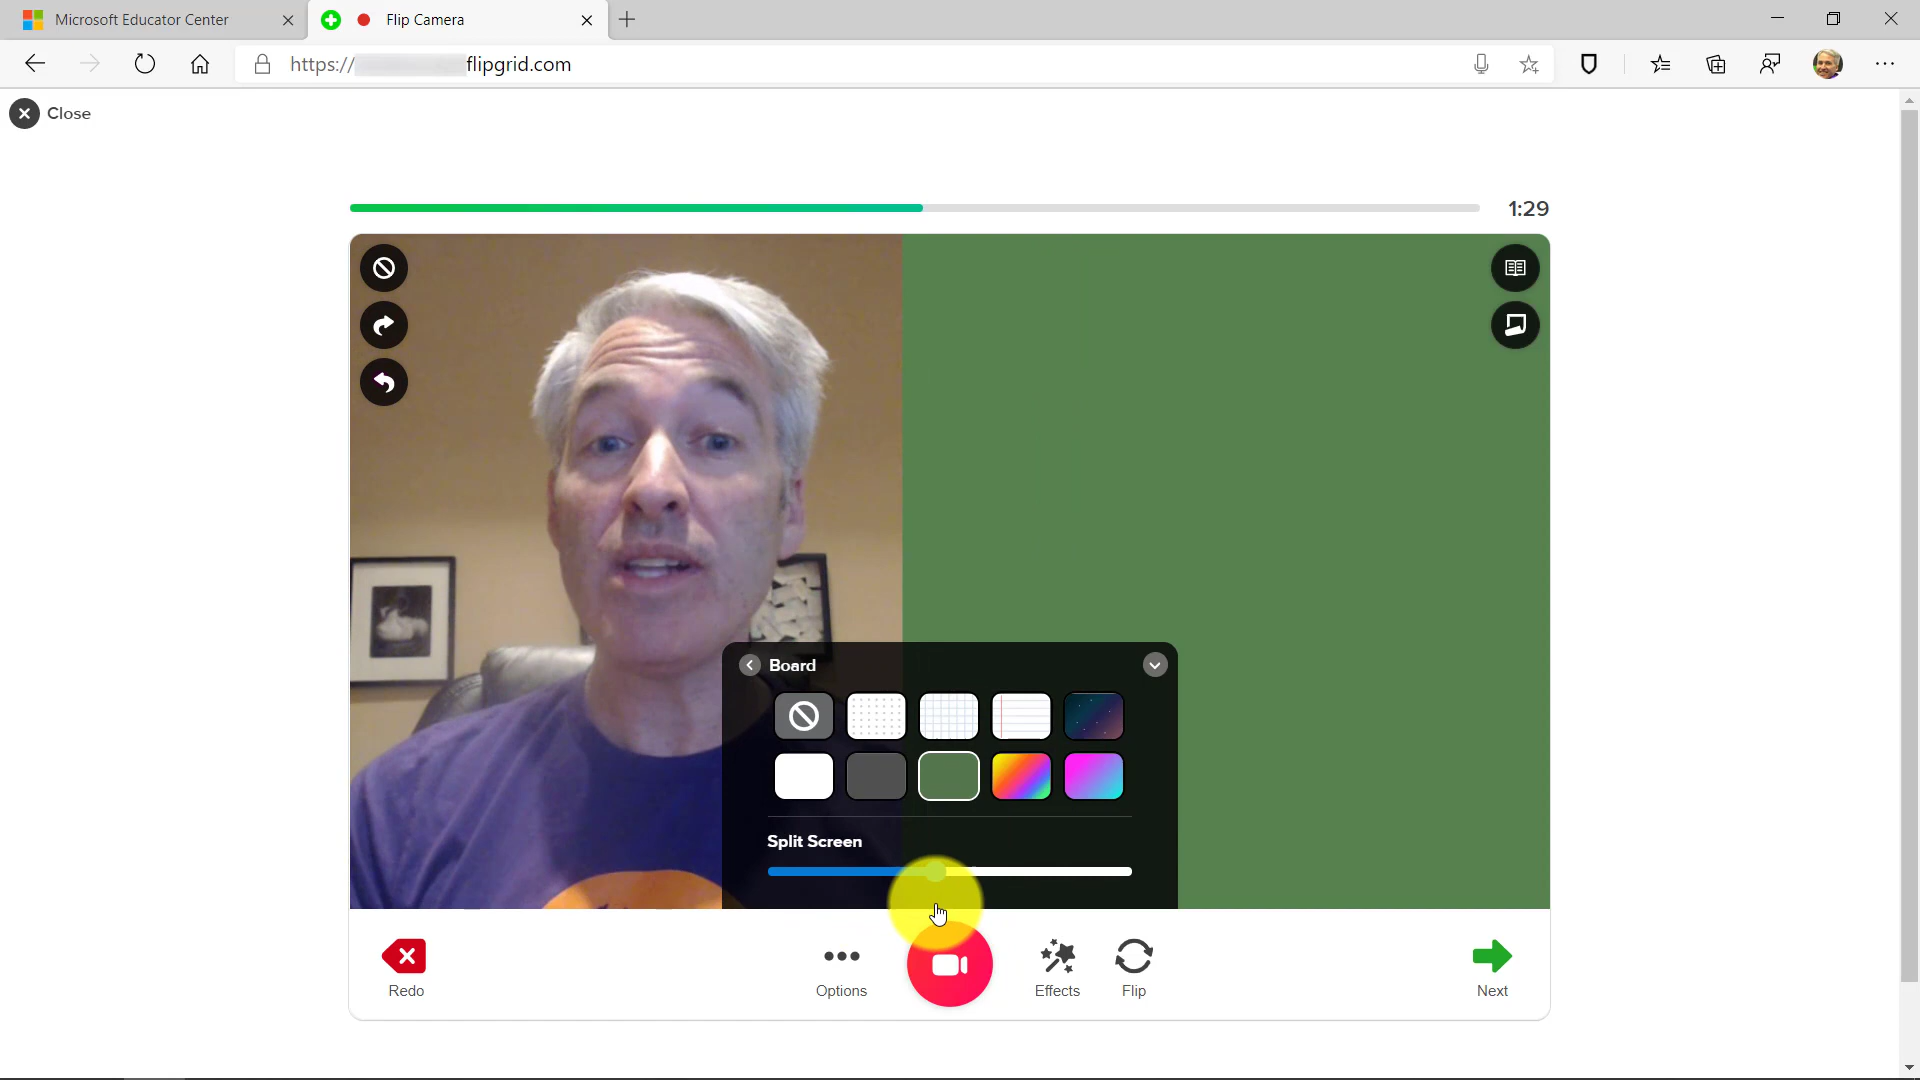 Microsoft Educator Center
Flip Camera
https://
flipgrid.com
Close
1:29
Board
Split Screen
Redo
Options
Effects
Flip
Next